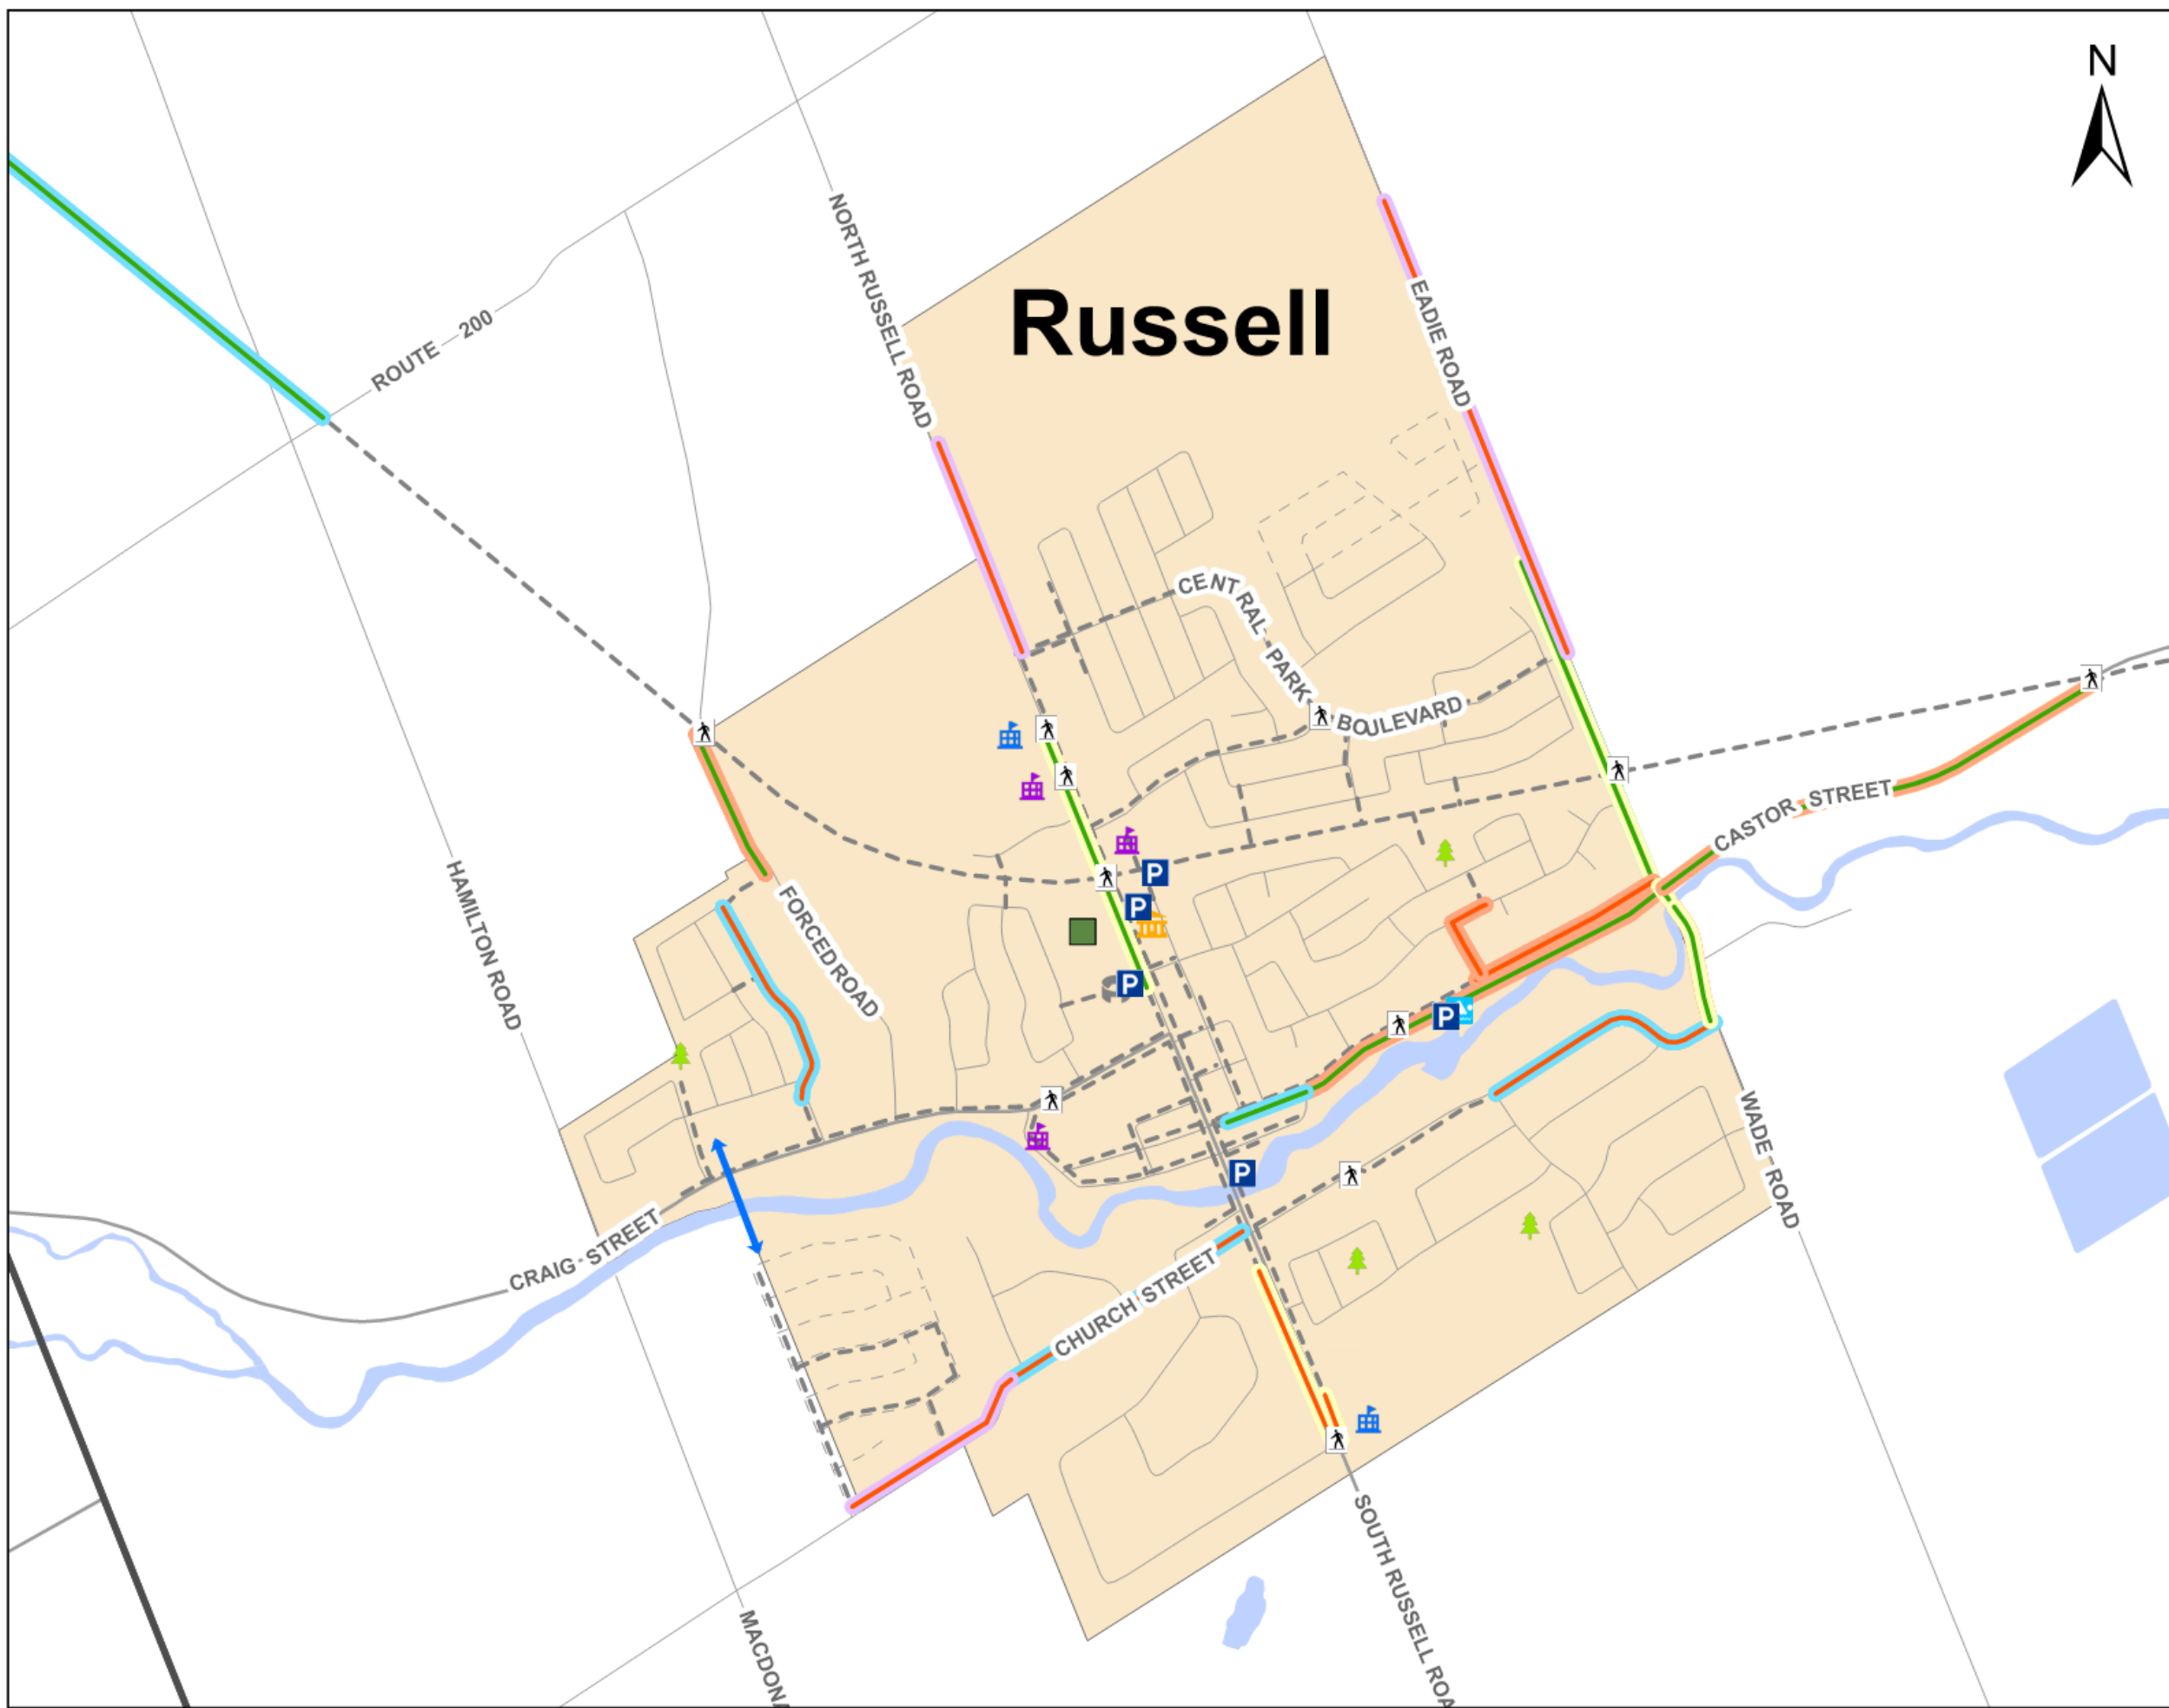 N
NORTH RUSSELL ROAD
Russell
EADIE ROAD
ROUTE 200
CENTRAL PARK BOULEVARD
CASTOR STREET
FORCED ROAD
HAMILTON ROAD
P
P
P
P
P
WADE ROAD
CRAIG STREET
CHURCH STREET
SOUTH RUSSELL ROA
MACDONA